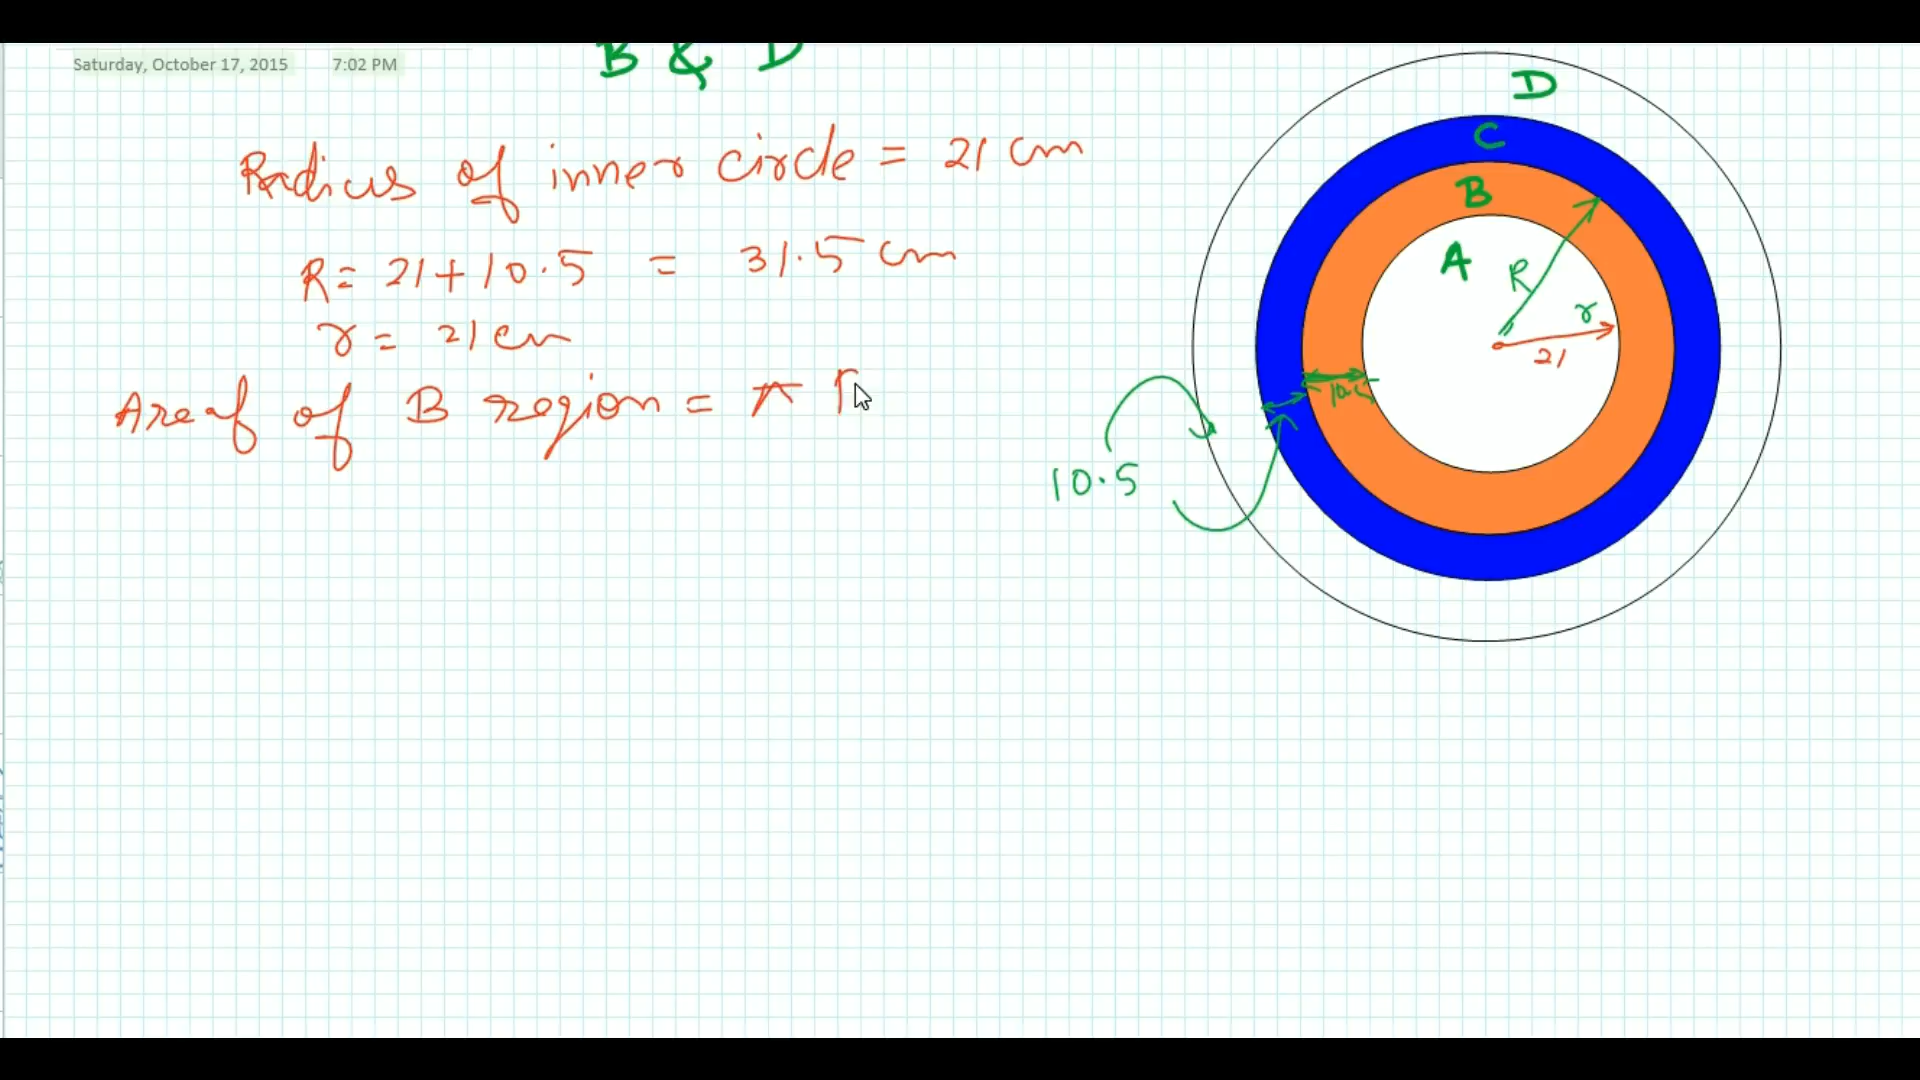 Saturday, October 17, 2015 7:02 PM
B & D
Radius of inner circle = 21 cm
R = 21 + 10.5 = 31.5 cm
r = 21 cm
Areaf of B region = π [
D
C
B
A
R
r
21
10.5